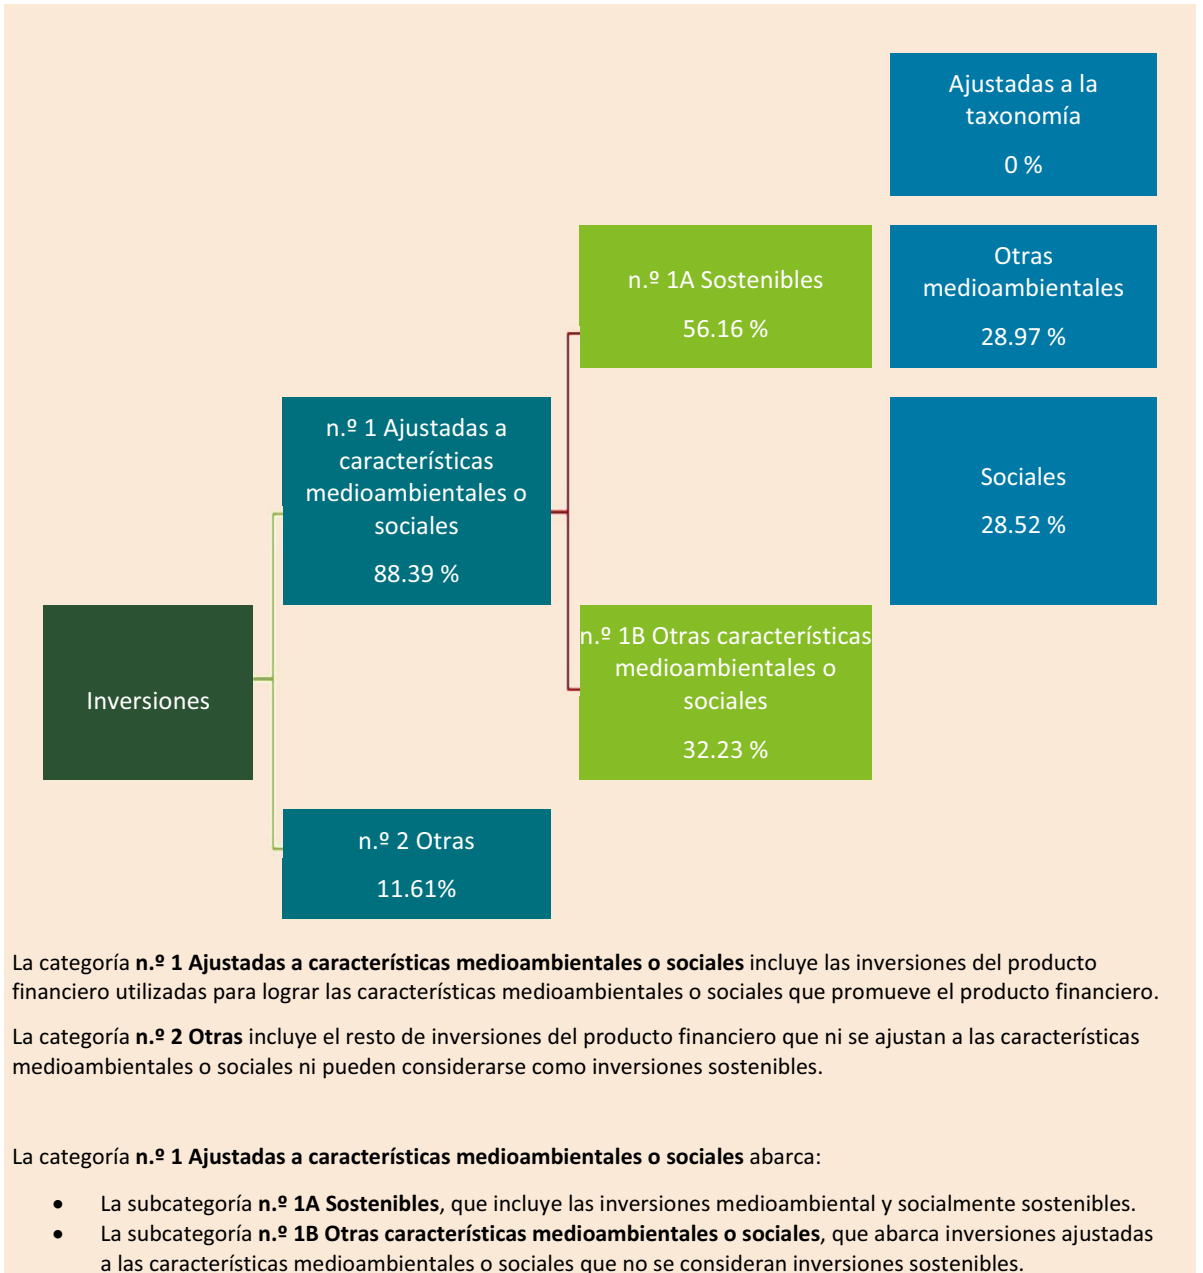 Ajustadas a la
taxonomía
0 %
n.º 1A Sostenibles
56.16 %
Otras
medioambientales
28.97 %
n.º 1 Ajustadas a
características
medioambientales o
sociales
88.39 %
Sociales
28.52 %
Inversiones
n.º 1B Otras características
medioambientales o
sociales
32.23 %
n.º 2 Otras
11.61%
La categoría n.º 1 Ajustadas a características medioambientales o sociales incluye las inversiones del producto
financiero utilizadas para lograr las características medioambientales o sociales que promueve el producto financiero.
La categoría n.º 2 Otras incluye el resto de inversiones del producto financiero que ni se ajustan a las características
medioambientales o sociales ni pueden considerarse como inversiones sostenibles.
La categoría n.º 1 Ajustadas a características medioambientales o sociales abarca:
• La subcategoría n.º 1A Sostenibles, que incluye las inversiones medioambiental y socialmente sostenibles.
• La subcategoría n.º 1B Otras características medioambientales o sociales, que abarca inversiones ajustadas
a las características medioambientales o sociales que no se consideran inversiones sostenibles.